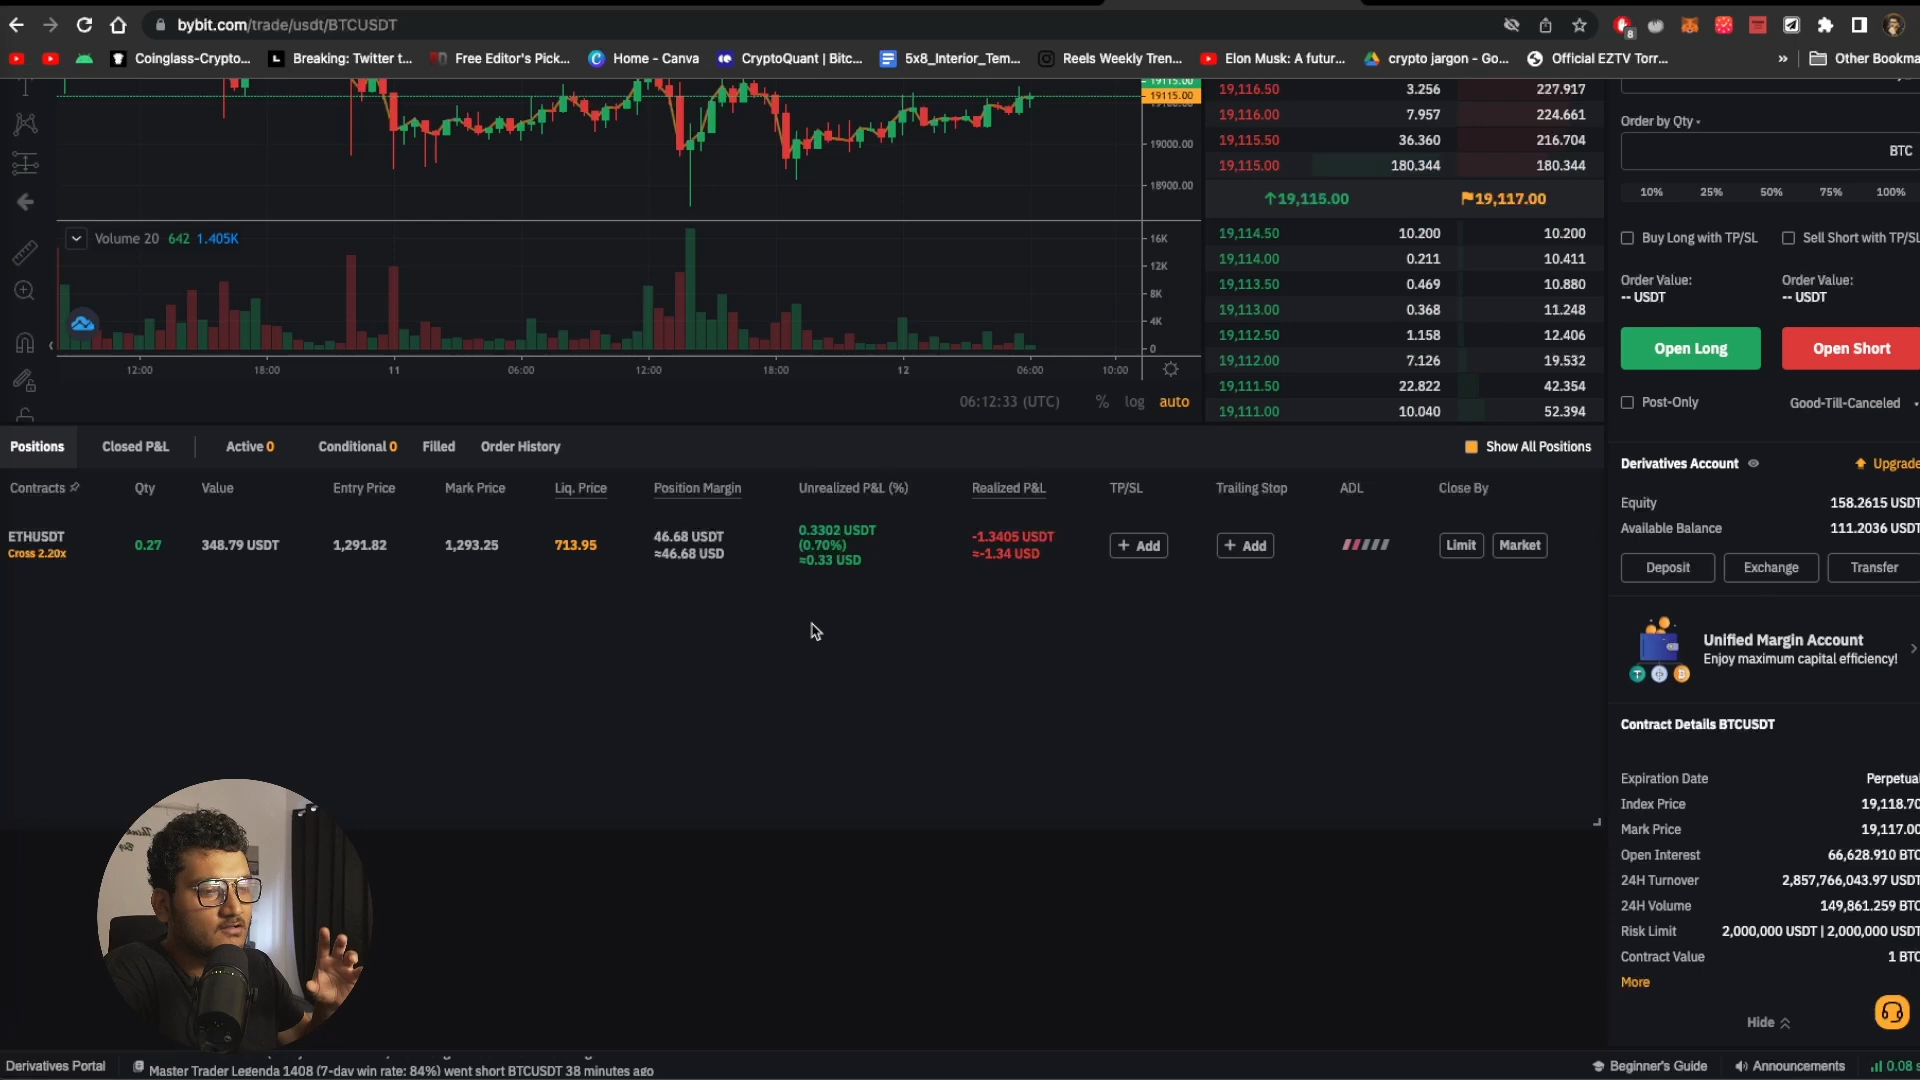 bybit.com/trade/usdt/BTCUSDT
8
Coinglass-Crypto... Breaking: Twitter t... Free Editor's Pick... Home - Canva CryptoQuant | Bitc... 5x8_Interior_Tem... Reels Weekly Tren... Elon Musk: A futur... crypto jargon - Go... Official EZTV Torr... » Other Bookma
19115.00
19115.00
19000.00
18900.00
Volume 20 642 1.405K
16K
12K
8K
4K
0
12:00 18:00 11 06:00 12:00 18:00 12 06:00 10:00
06:12:33 (UTC) % log auto
19,116.50 3.256 227.917
19,116.00 7.957 224.661
19,115.50 36.360 216.704
19,115.00 180.344 180.344
↑19,115.00 19,117.00
19,114.50 10.200 10.200
19,114.00 0.211 10.411
19,113.50 0.469 10.880
19,113.00 0.368 11.248
19,112.50 1.158 12.406
19,112.00 7.126 19.532
19,111.50 22.822 42.354
19,111.00 10.040 52.394
Order by Qty
BTC
10% 25% 50% 75% 100%
Buy Long with TP/SL Sell Short with TP/SL
Order Value: Order Value:
-- USDT -- USDT
Open Long Open Short
Post-Only Good-Till-Canceled
Positions Closed P&L Active 0 Conditional 0 Filled Order History Show All Positions
Contracts Qty Value Entry Price Mark Price Liq. Price Position Margin Unrealized P&L (%) Realized P&L TP/SL Trailing Stop ADL Close By
ETHUSDT 0.27 348.79 USDT 1,291.82 1,293.25 713.95 46.68 USDT 0.3302 USDT -1.3405 USDT + Add + Add Limit Market
Cross 2.20x ≈46.68 USD (0.70%) ≈-1.34 USD
≈0.33 USD
Derivatives Account Upgrade
Equity 158.2615 USDT
Available Balance 111.2036 USDT
Deposit Exchange Transfer
Unified Margin Account
Enjoy maximum capital efficiency!
Contract Details BTCUSDT
Expiration Date Perpetual
Index Price 19,118.70
Mark Price 19,117.00
Open Interest 66,628.910 BTC
24H Turnover 2,857,766,043.97 USDT
24H Volume 149,861.259 BTC
Risk Limit 2,000,000 USDT | 2,000,000 USDT
Contract Value 1 BTC
More
Hide
Derivatives Portal Master Trader Legenda 1408 (7-day win rate: 84%) went short BTCUSDT 38 minutes ago Beginner's Guide Announcements 0.08 s